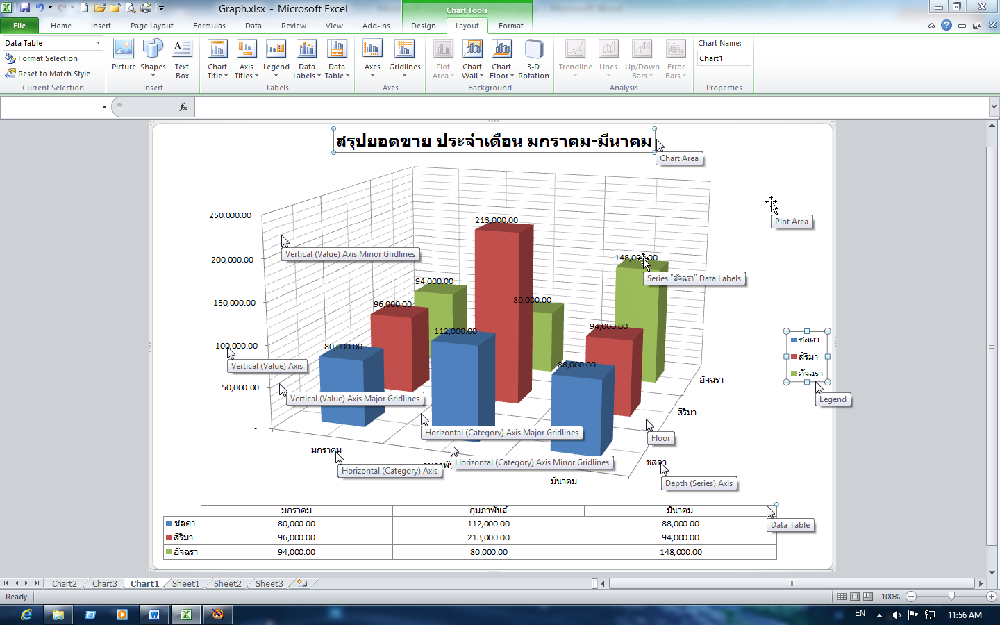 Graph.xlsx - Microsoft Excel
Chart Tools
File Home Insert Page Layout Formulas Data Review View Add-Ins Design Layout Format
Data Table
Format Selection
Reset to Match Style
Current Selection
Picture Shapes Text Box
Insert
Chart Title Axis Titles Legend Data Labels Data Table
Labels
Axes Gridlines
Axes
Plot Area Chart Wall Chart Floor 3-D Rotation
Background
Trendline Lines Up/Down Bars Error Bars
Analysis
Chart Name:
Chart1
Properties
fx
สรุปยอดขาย ประจำเดือน มกราคม-มีนาคม
Chart Area
Plot Area
250,000.00
200,000.00
150,000.00
100,000.00
50,000.00
-
213,000.00
148,000.00
94,000.00
96,000.00
80,000.00
112,000.00
94,000.00
80,000.00
88,000.00
Vertical (Value) Axis Minor Gridlines
Series "อัจฉรา" Data Labels
Vertical (Value) Axis
Vertical (Value) Axis Major Gridlines
Horizontal (Category) Axis Major Gridlines
Horizontal (Category) Axis Minor Gridlines
Horizontal (Category) Axis
Floor
Depth (Series) Axis
มกราคม
มีนาคม
ชลดา
สิริมา
อัจฉรา
ชลดา
สิริมา
อัจฉรา
Legend
มกราคม กุมภาพันธ์ มีนาคม
ชลดา 80,000.00 112,000.00 88,000.00
สิริมา 96,000.00 213,000.00 94,000.00
อัจฉรา 94,000.00 80,000.00 148,000.00
Data Table
Chart2 Chart3 Chart1 Sheet1 Sheet2 Sheet3
Ready
100%
EN
11:56 AM